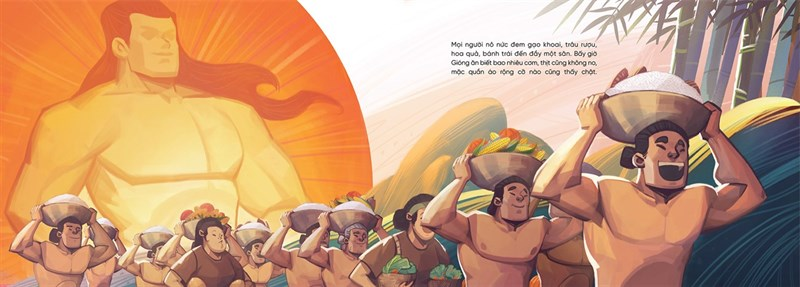 Mọi người nô nức đem gạo khoai, trâu rượu,
hoa quả, bánh trái đến đầy một sân. Bấy giờ
Gióng ăn biết bao nhiêu cơm, thịt cũng không no,
mặc quần áo rộng cỡ nào cũng thấy chật.